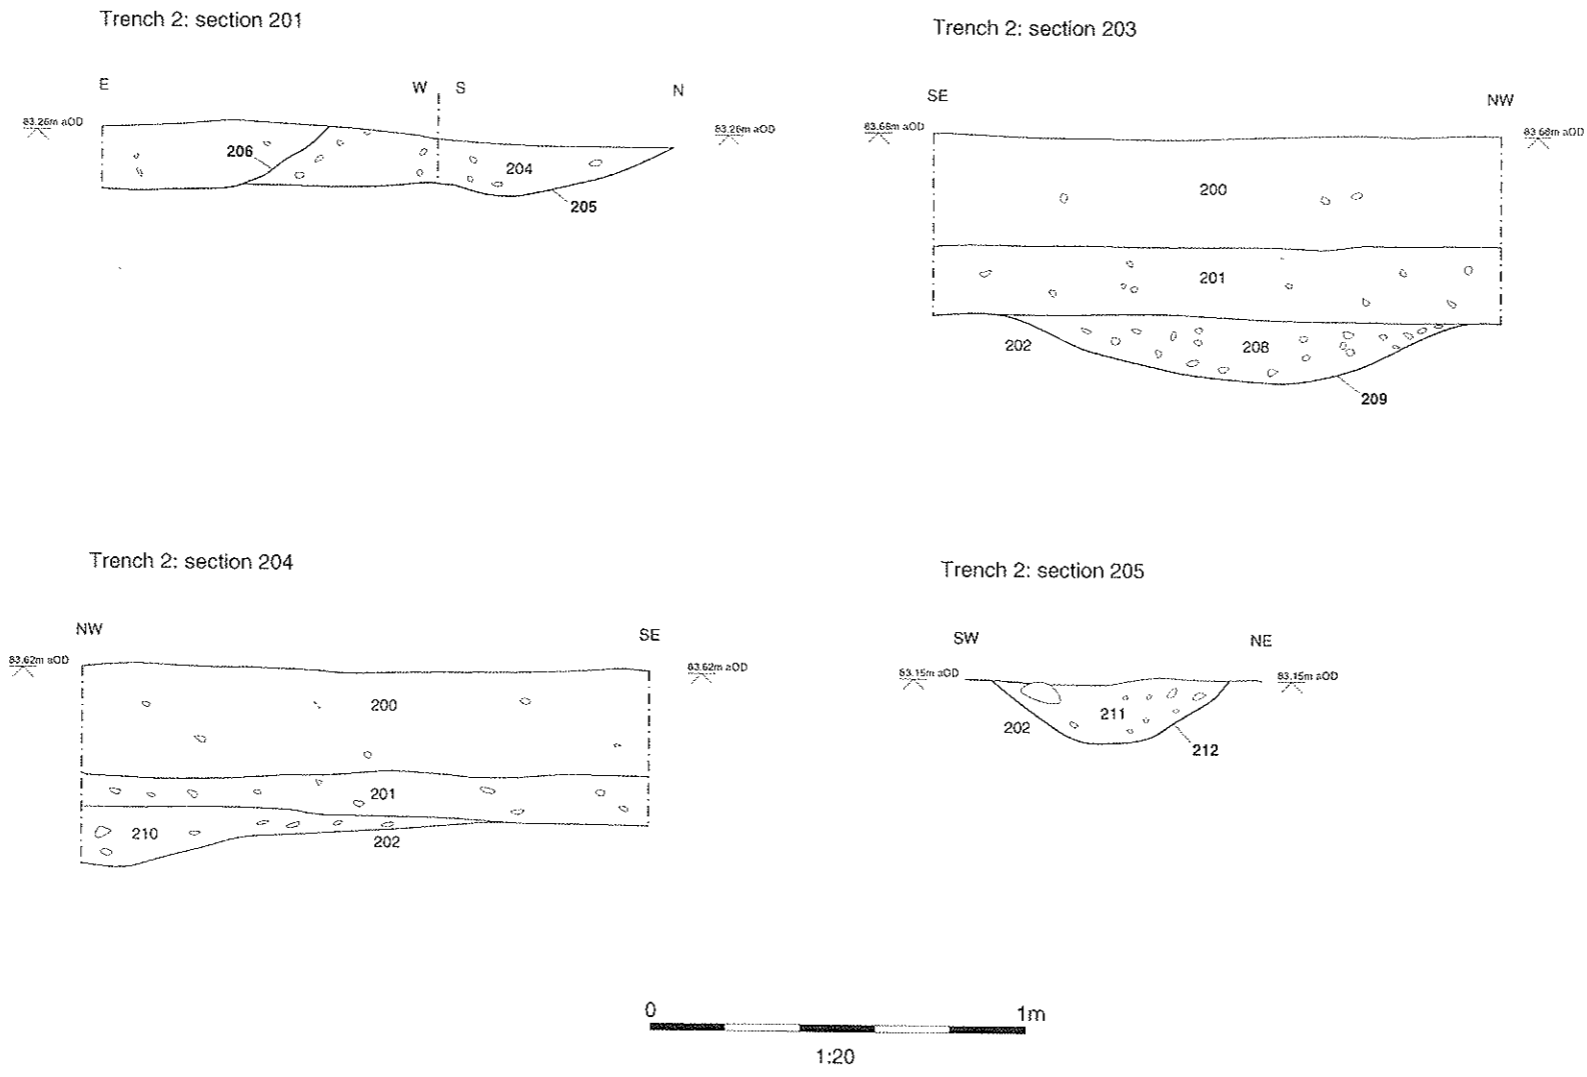 Trench 2: section 201
E W S N
83.26m aOD 83.26m aOD
206 204
205
Trench 2: section 203
SE NW
83.68m aOD 83.68m aOD
200
201
202 208
209
Trench 2: section 204
NW SE
83.62m aOD 83.62m aOD
200
201
210 202
Trench 2: section 205
SW NE
83.15m aOD 83.15m aOD
202 211
212
0 1m
1:20